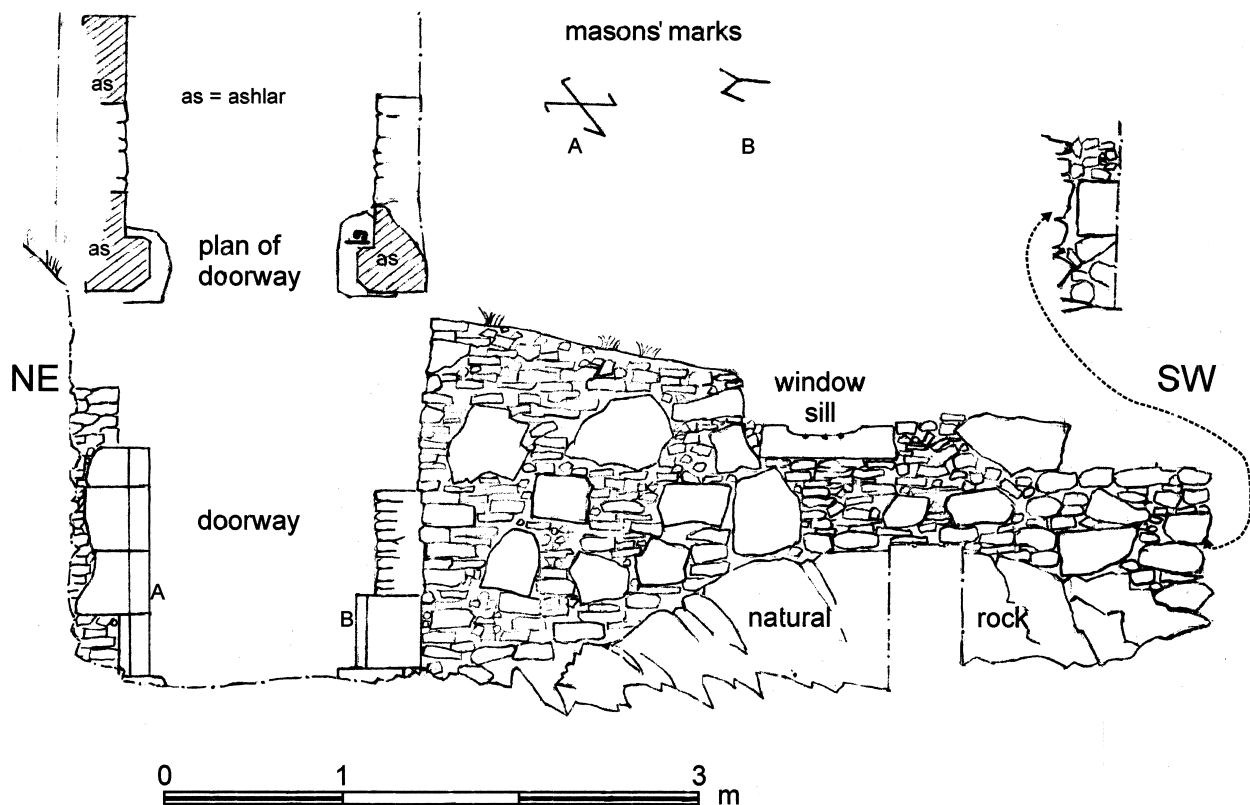 masons' marks
as
as = ashlar
A
B
as
plan of
doorway
as
NE
SW
window
sill
doorway
A
B
natural
rock
0
1
3
m